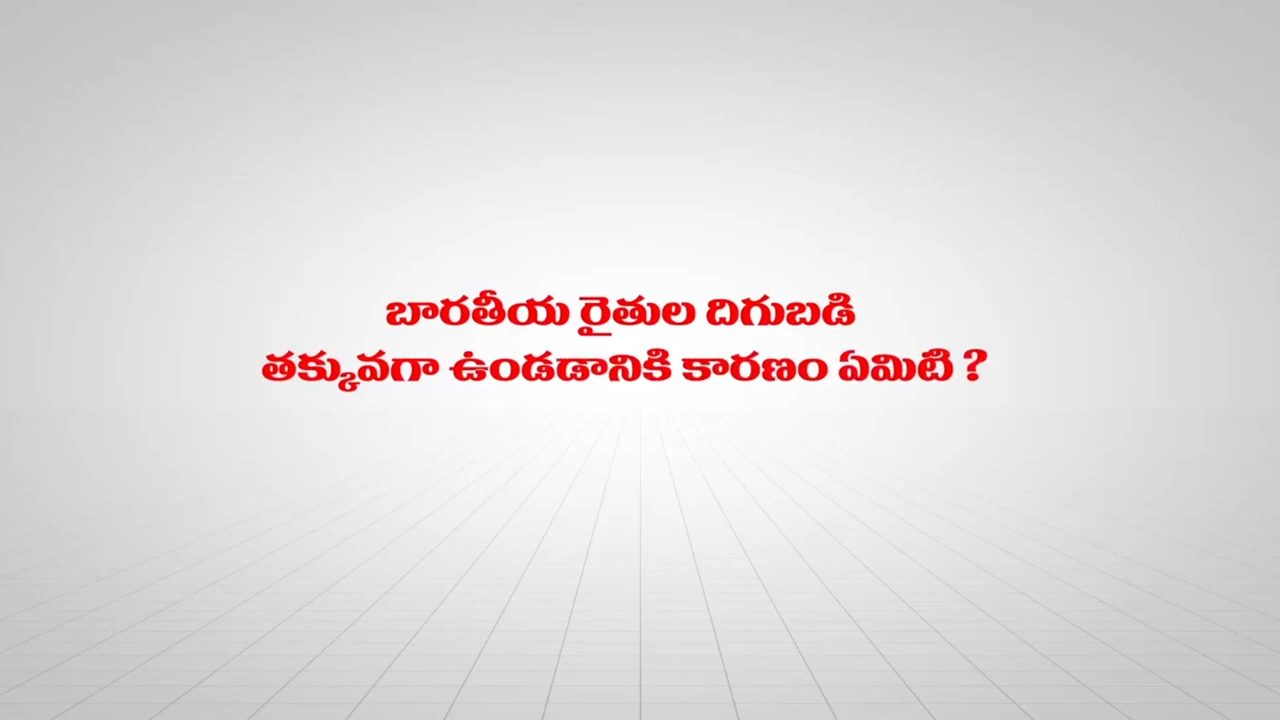 బారతీయ రైతుల దిగుబడి
తక్కువగా ఉండడానికి కారణం ఏమిటి ?